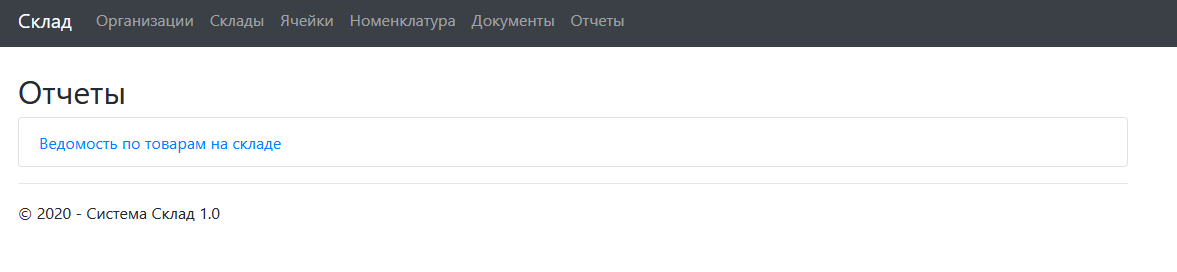 Склад Организации Склады Ячейки Номенклатура Документы Отчеты
Отчеты
Ведомость по товарам на складе
© 2020 - Система Склад 1.0